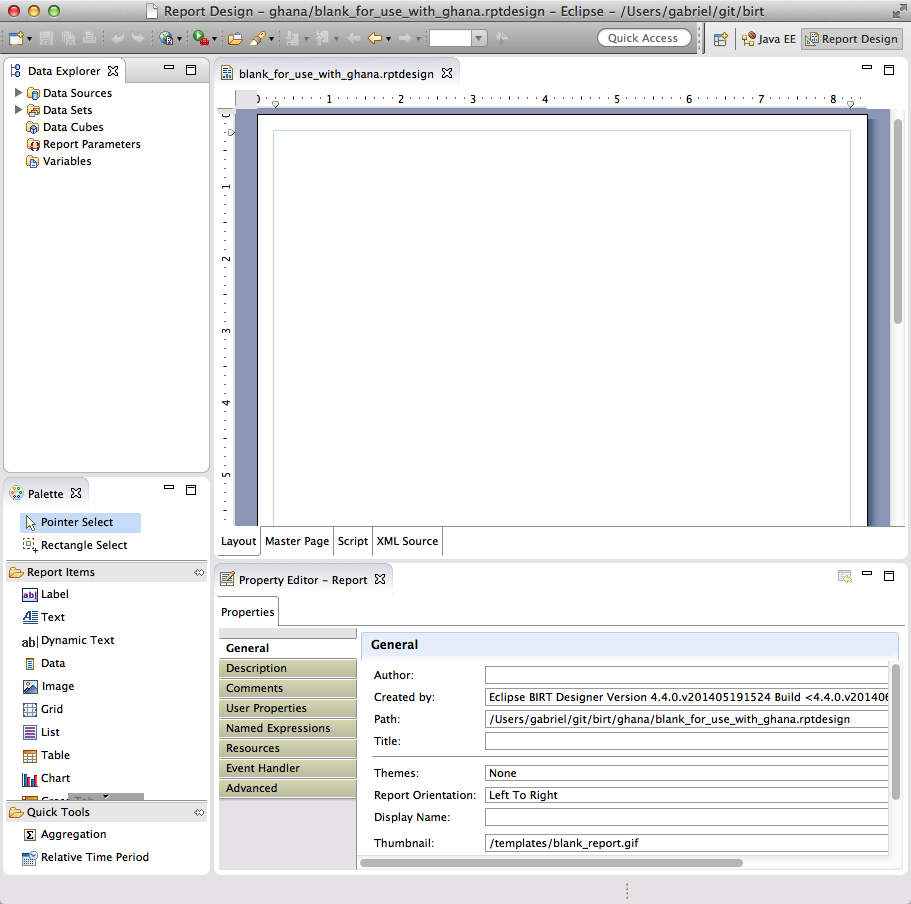 Report Design – ghana/blank_for_use_with_ghana.rptdesign – Eclipse – /Users/gabriel/git/birt
Quick Access
Java EE
Report Design
Data Explorer
Data Sources
Data Sets
Data Cubes
Report Parameters
Variables
blank_for_use_with_ghana.rptdesign
0 1 2 3 4 5 6 7 8
1
2
3
4
5
Layout
Master Page
Script
XML Source
Palette
Pointer Select
Rectangle Select
Report Items
Label
Text
Dynamic Text
Data
Image
Grid
List
Table
Chart
Quick Tools
Aggregation
Relative Time Period
Property Editor – Report
Properties
General
Description
Comments
User Properties
Named Expressions
Resources
Event Handler
Advanced
General
Author:
Created by: Eclipse BIRT Designer Version 4.4.0.v201405191524 Build <4.4.0.v20140
Path: /Users/gabriel/git/birt/ghana/blank_for_use_with_ghana.rptdesign
Title:
Themes: None
Report Orientation: Left To Right
Display Name:
Thumbnail: /templates/blank_report.gif